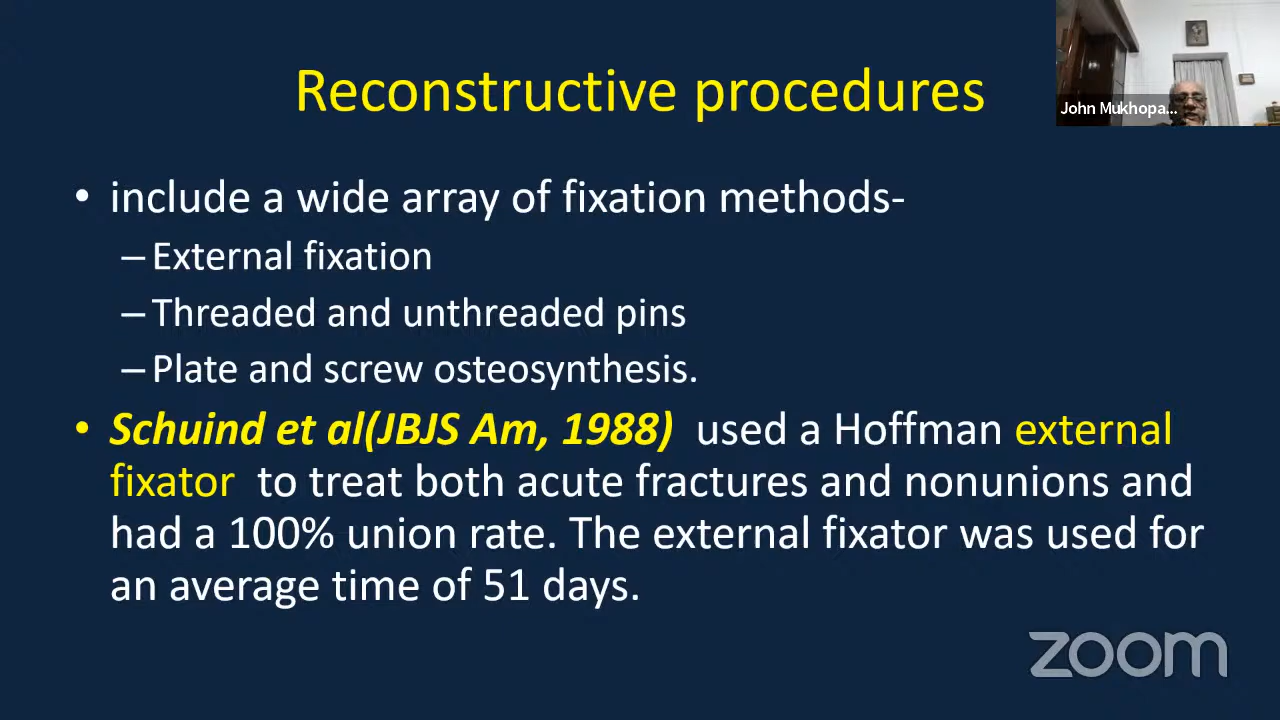 Reconstructive procedures
John Mukhopa...
• include a wide array of fixation methods-
– External fixation
– Threaded and unthreaded pins
– Plate and screw osteosynthesis.
• Schuind et al(JBJS Am, 1988) used a Hoffman external
fixator to treat both acute fractures and nonunions and
had a 100% union rate. The external fixator was used for
an average time of 51 days.
zoom